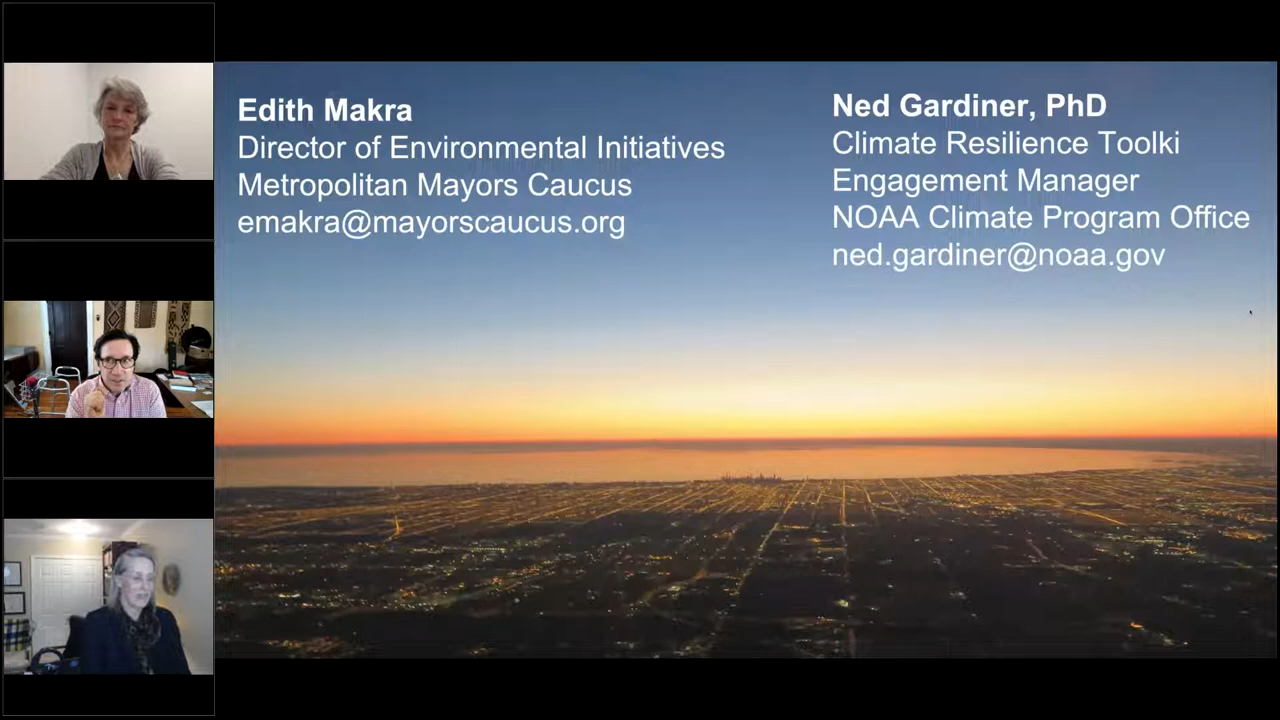 Edith Makra
Director of Environmental Initiatives
Metropolitan Mayors Caucus
emakra@mayorscaucus.org
Ned Gardiner, PhD
Climate Resilience Toolki
Engagement Manager
NOAA Climate Program Office
ned.gardiner@noaa.gov